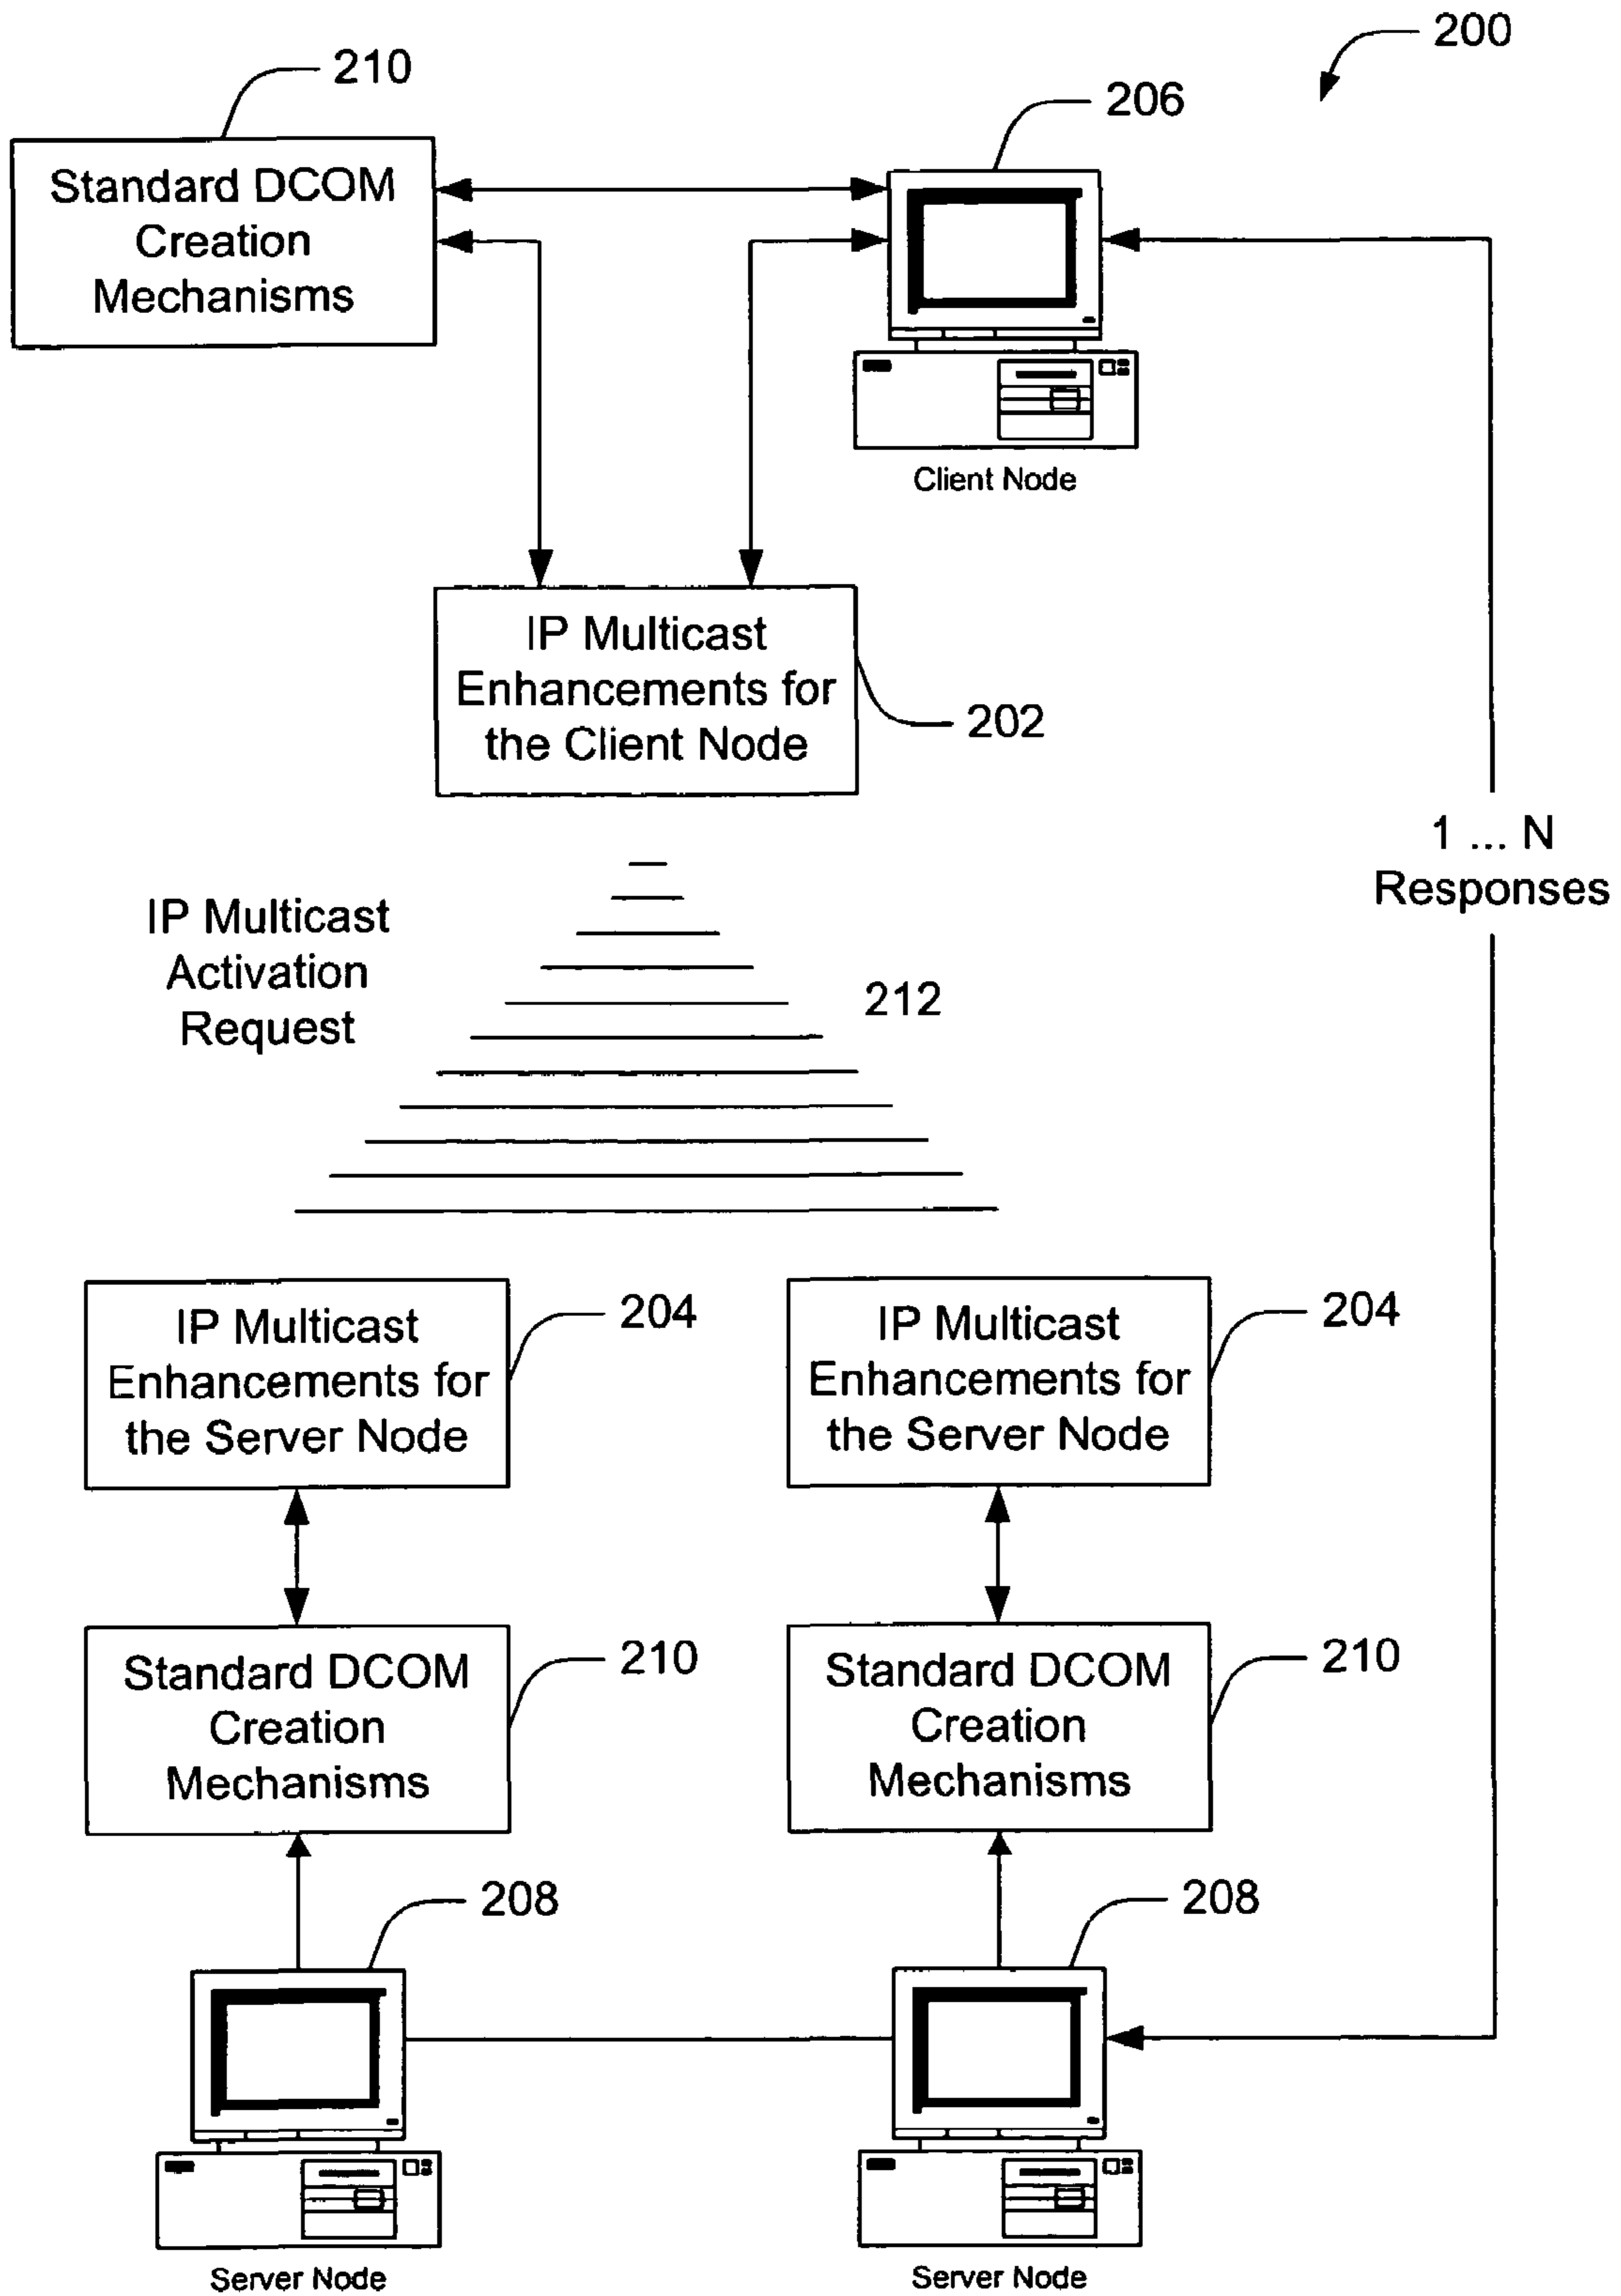 200
210
206
Standard DCOM
Creation
Mechanisms
Client Node
IP Multicast
Enhancements for
the Client Node
202
1 ... N
Responses
IP Multicast
Activation
Request
212
IP Multicast
Enhancements for
the Server Node
204
IP Multicast
Enhancements for
the Server Node
204
Standard DCOM
Creation
Mechanisms
210
Standard DCOM
Creation
Mechanisms
210
208
208
Server Node
Server Node